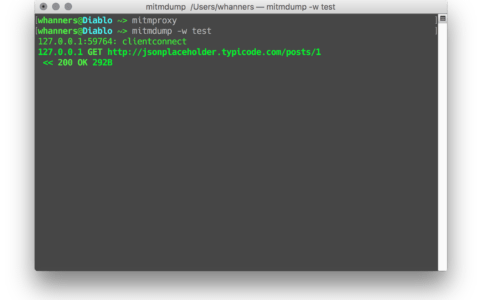 mitmdump /Users/whanners — mitmdump -w test
[whanners@Diablo ~> mitmproxy ]
[whanners@Diablo ~> mitmdump -w test ]
127.0.0.1:59764: clientconnect
127.0.0.1 GET http://jsonplaceholder.typicode.com/posts/1
<< 200 OK 292B